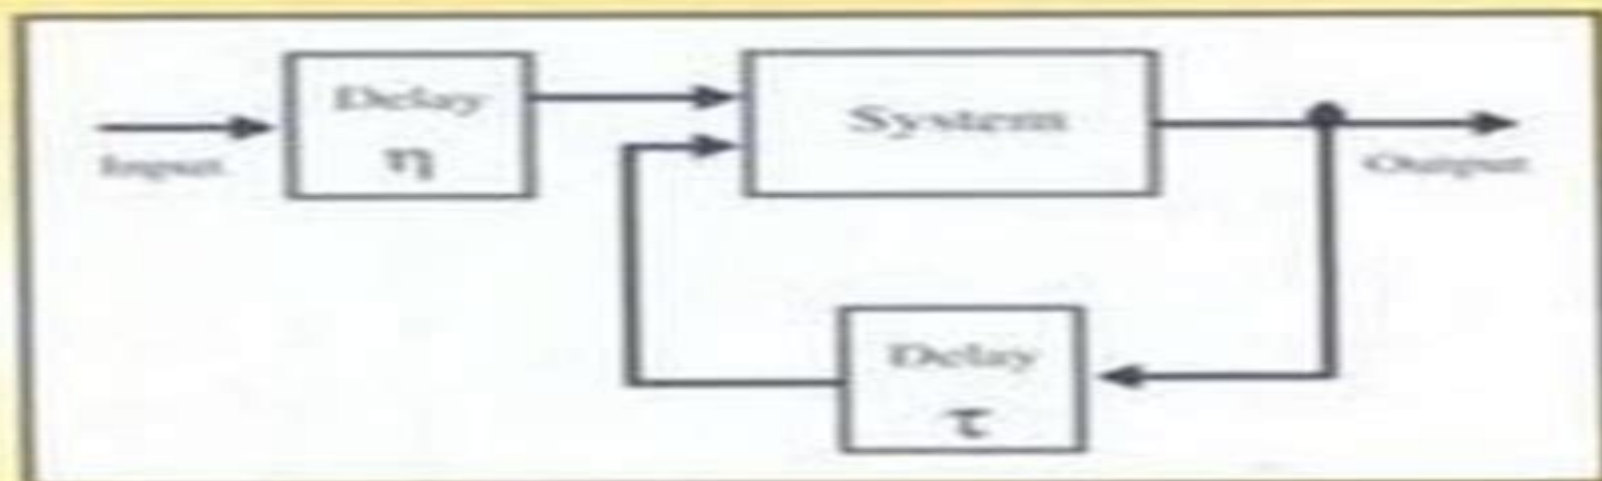 Delay
η
System
Input
Output
Delay
τ